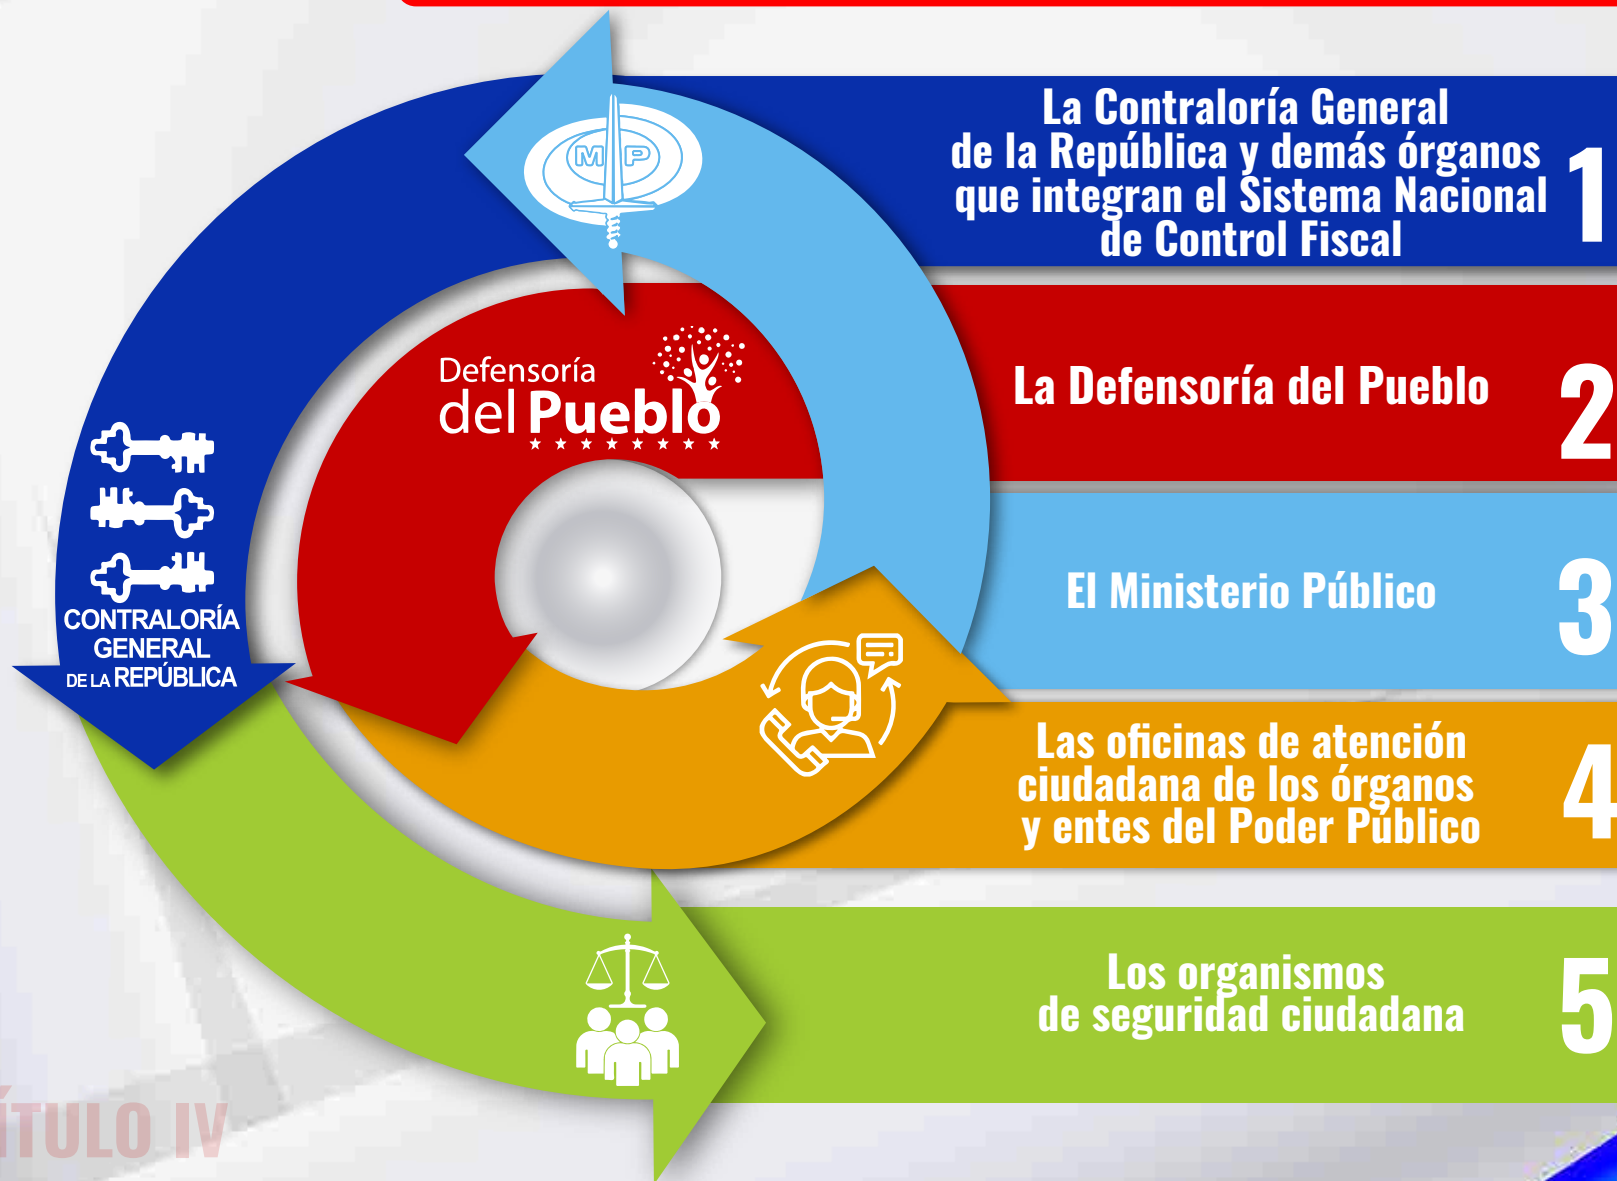 La Contraloría General
de la República y demás órganos
que integran el Sistema Nacional
de Control Fiscal
1
MP
Defensoría
del Pueblo
La Defensoría del Pueblo
2
CONTRALORÍA
GENERAL
DE LA REPÚBLICA
El Ministerio Público
3
Las oficinas de atención
ciudadana de los órganos
y entes del Poder Público
4
Los organismos
de seguridad ciudadana
5
ÍTULO IV